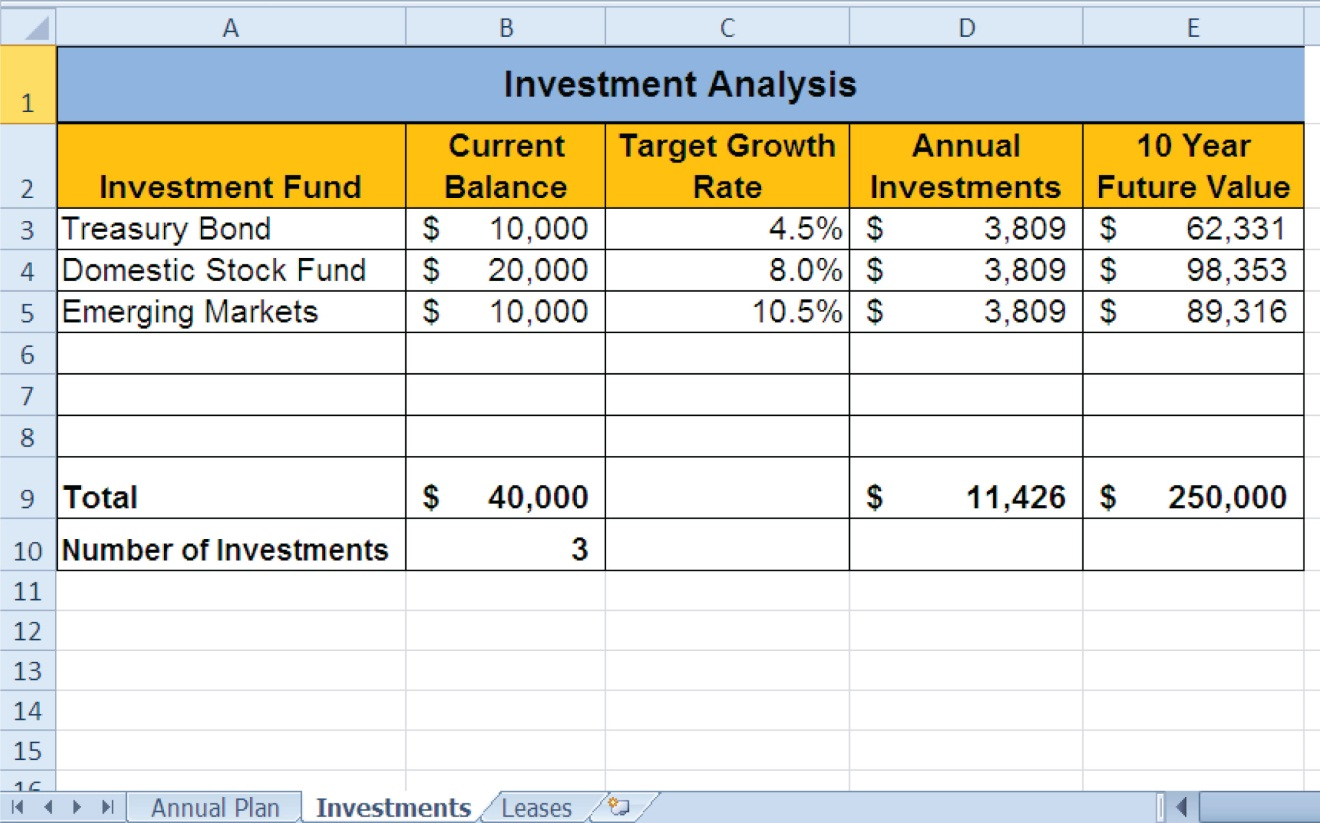 A B C D E
1 Investment Analysis
Current Target Growth Annual 10 Year
2 Investment Fund Balance Rate Investments Future Value
3 Treasury Bond $ 10,000 4.5% $ 3,809 $ 62,331
4 Domestic Stock Fund $ 20,000 8.0% $ 3,809 $ 98,353
5 Emerging Markets $ 10,000 10.5% $ 3,809 $ 89,316
6
7
8
9 Total $ 40,000 $ 11,426 $ 250,000
10 Number of Investments 3
11
12
13
14
15
16
Annual Plan Investments Leases